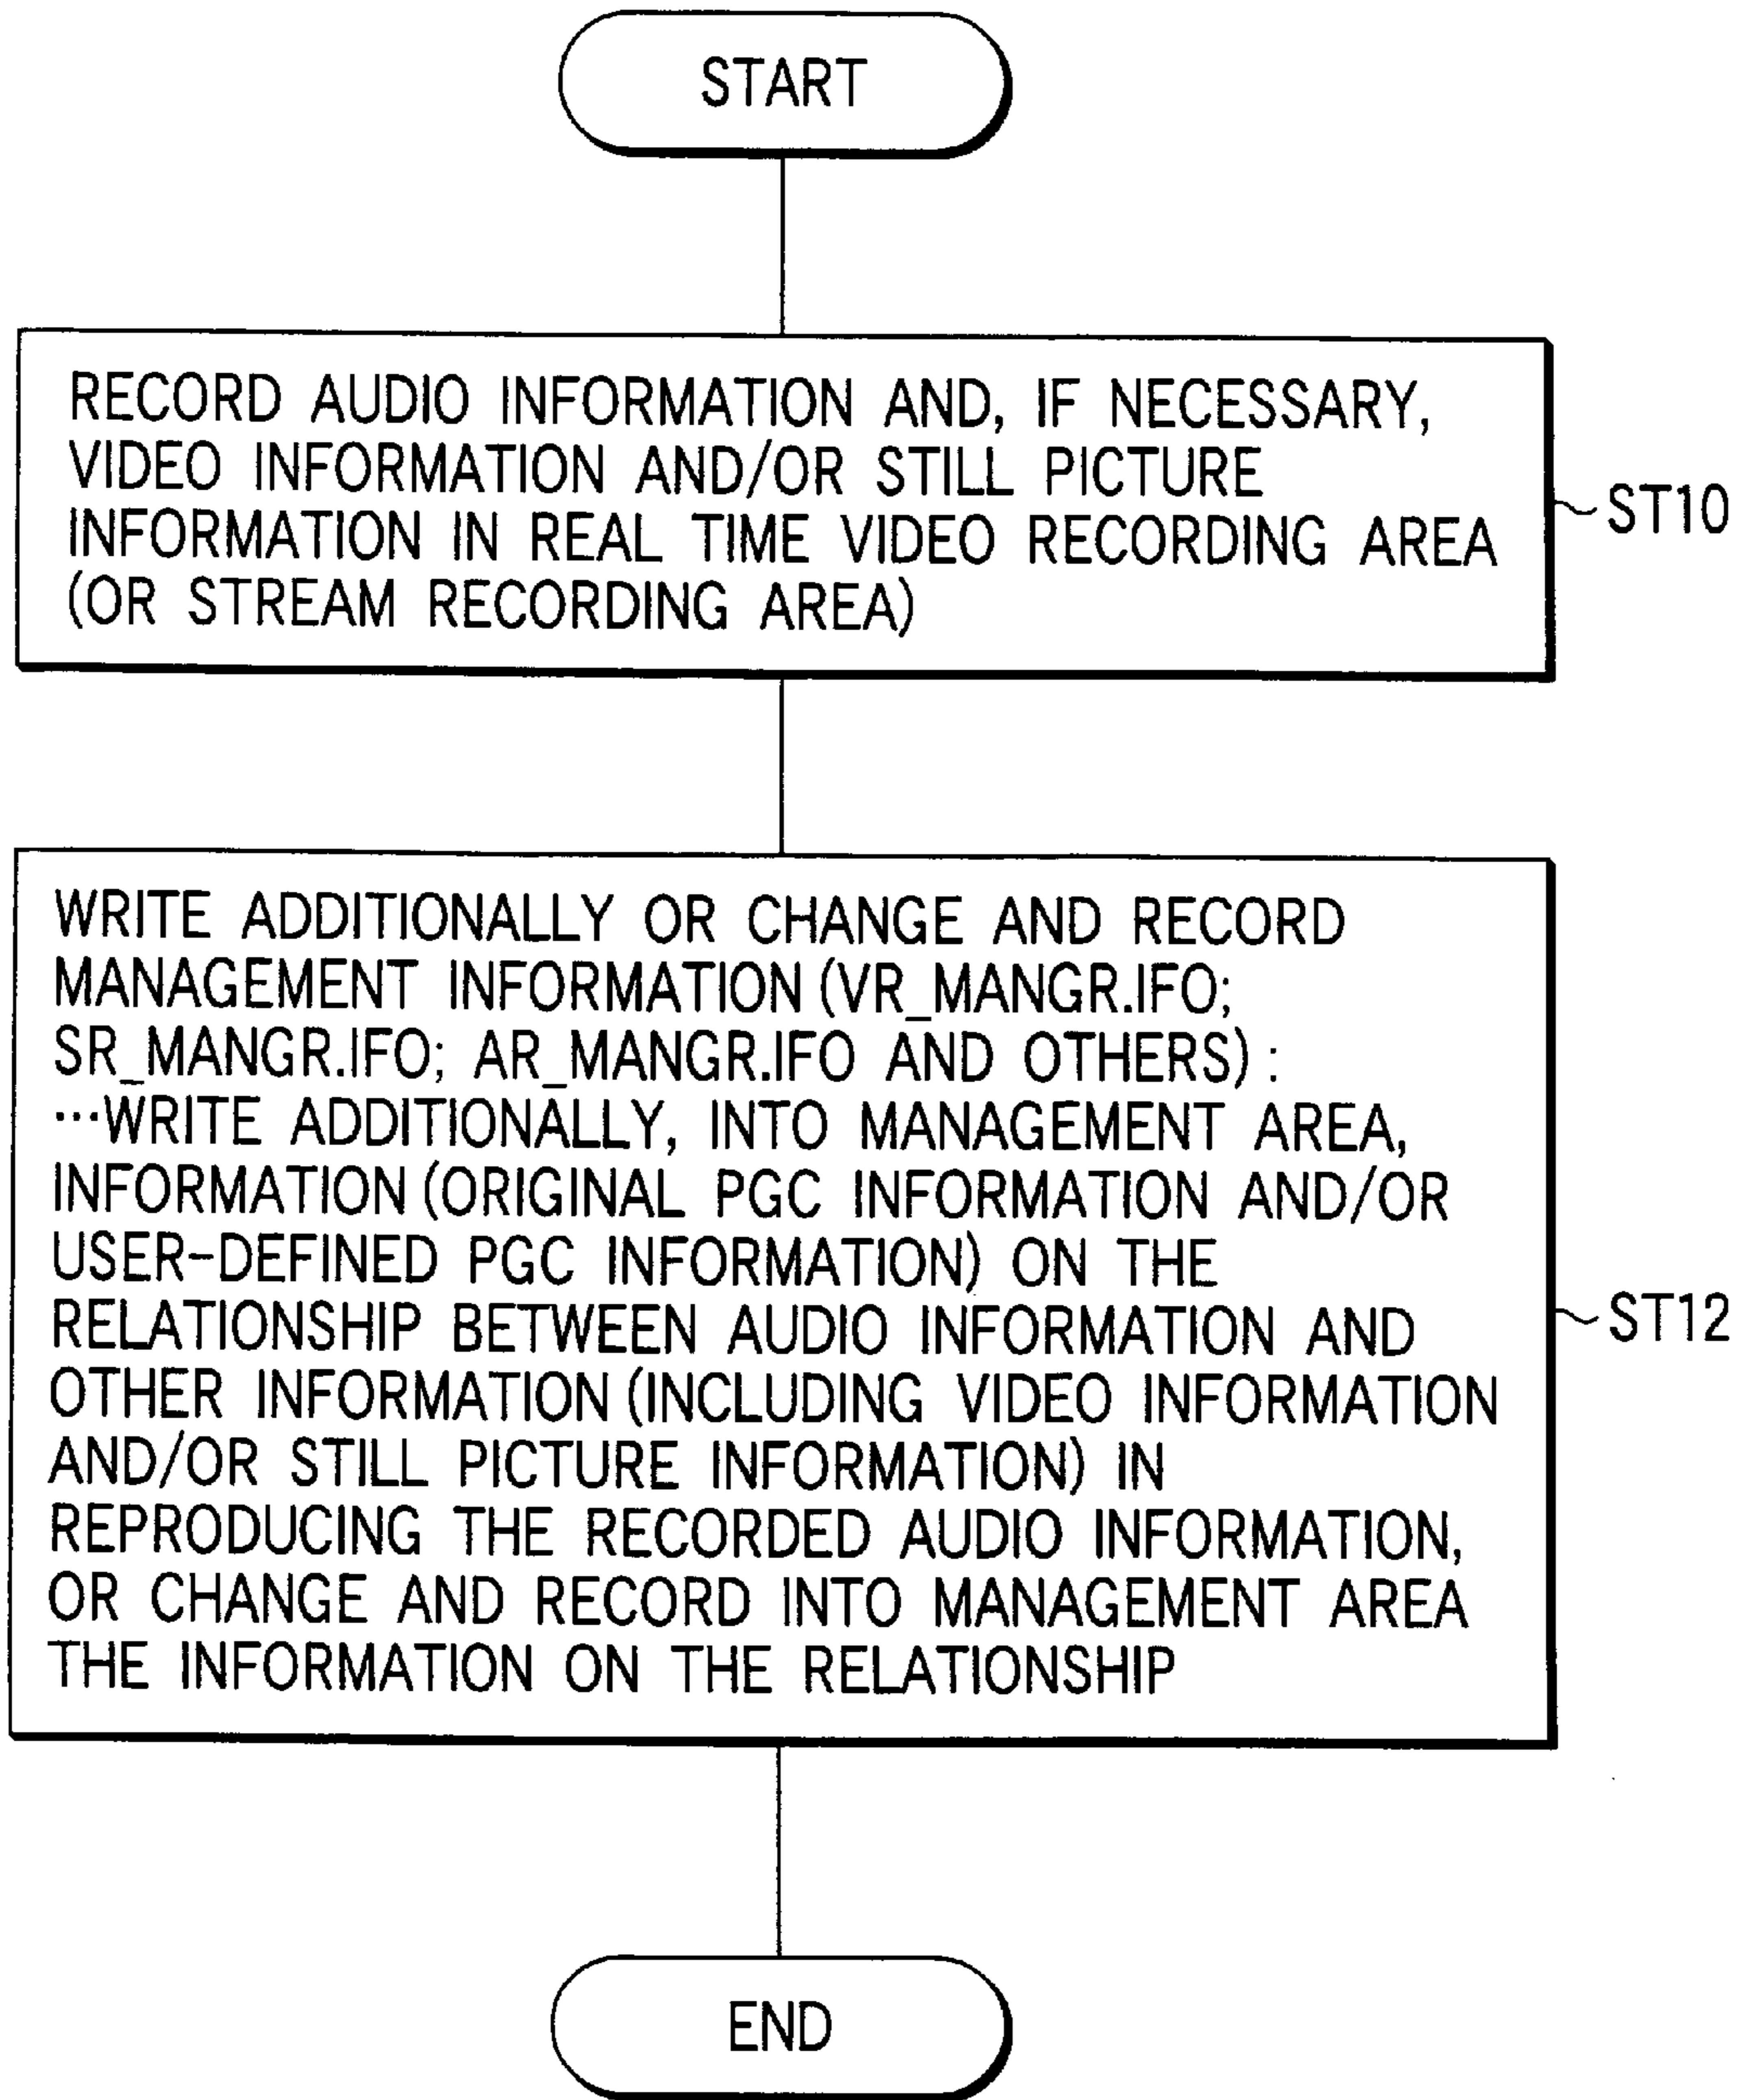 START
RECORD AUDIO INFORMATION AND, IF NECESSARY,
VIDEO INFORMATION AND/OR STILL PICTURE
INFORMATION IN REAL TIME VIDEO RECORDING AREA
(OR STREAM RECORDING AREA)
ST10
WRITE ADDITIONALLY OR CHANGE AND RECORD
MANAGEMENT INFORMATION (VR_MANGR.IFO;
SR_MANGR.IFO; AR_MANGR.IFO AND OTHERS) :
···WRITE ADDITIONALLY, INTO MANAGEMENT AREA,
INFORMATION (ORIGINAL PGC INFORMATION AND/OR
USER-DEFINED PGC INFORMATION) ON THE
RELATIONSHIP BETWEEN AUDIO INFORMATION AND
OTHER INFORMATION (INCLUDING VIDEO INFORMATION
AND/OR STILL PICTURE INFORMATION) IN
REPRODUCING THE RECORDED AUDIO INFORMATION,
OR CHANGE AND RECORD INTO MANAGEMENT AREA
THE INFORMATION ON THE RELATIONSHIP
ST12
END